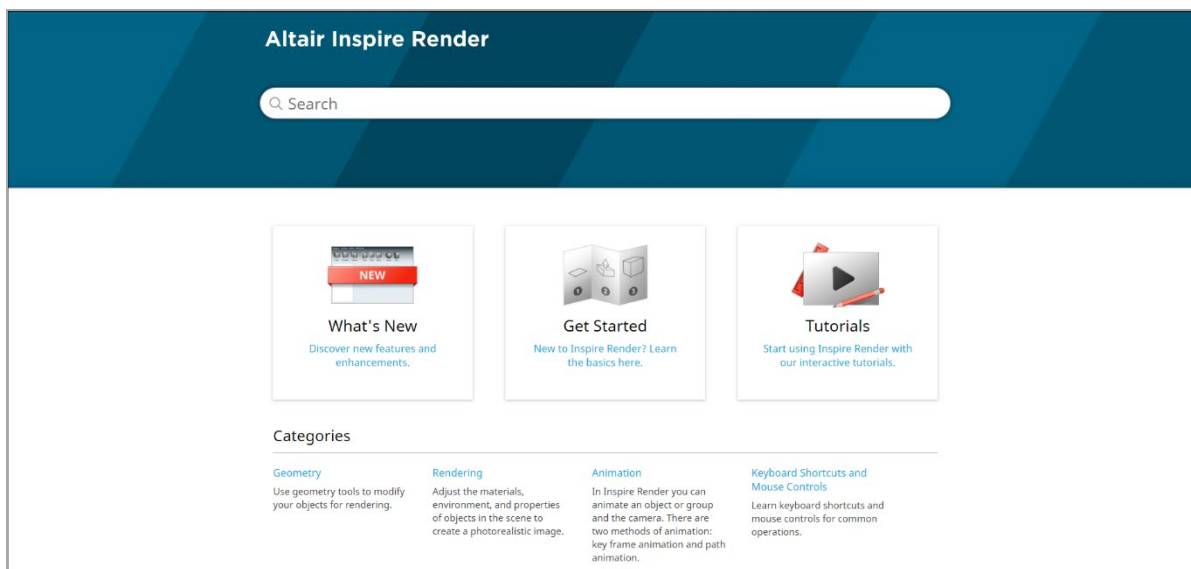 Altair Inspire Render
Search
NEW
1 2 3
What's New
Discover new features and
enhancements.
Get Started
New to Inspire Render? Learn
the basics here.
Tutorials
Start using Inspire Render with
our interactive tutorials.
Categories
Geometry
Use geometry tools to modify
your objects for rendering.
Rendering
Adjust the materials,
environment, and properties
of objects in the scene to
create a photorealistic image.
Animation
In Inspire Render you can
animate an object or group
and the camera. There are
two methods of animation:
key frame animation and path
animation.
Keyboard Shortcuts and
Mouse Controls
Learn keyboard shortcuts and
mouse controls for common
operations.